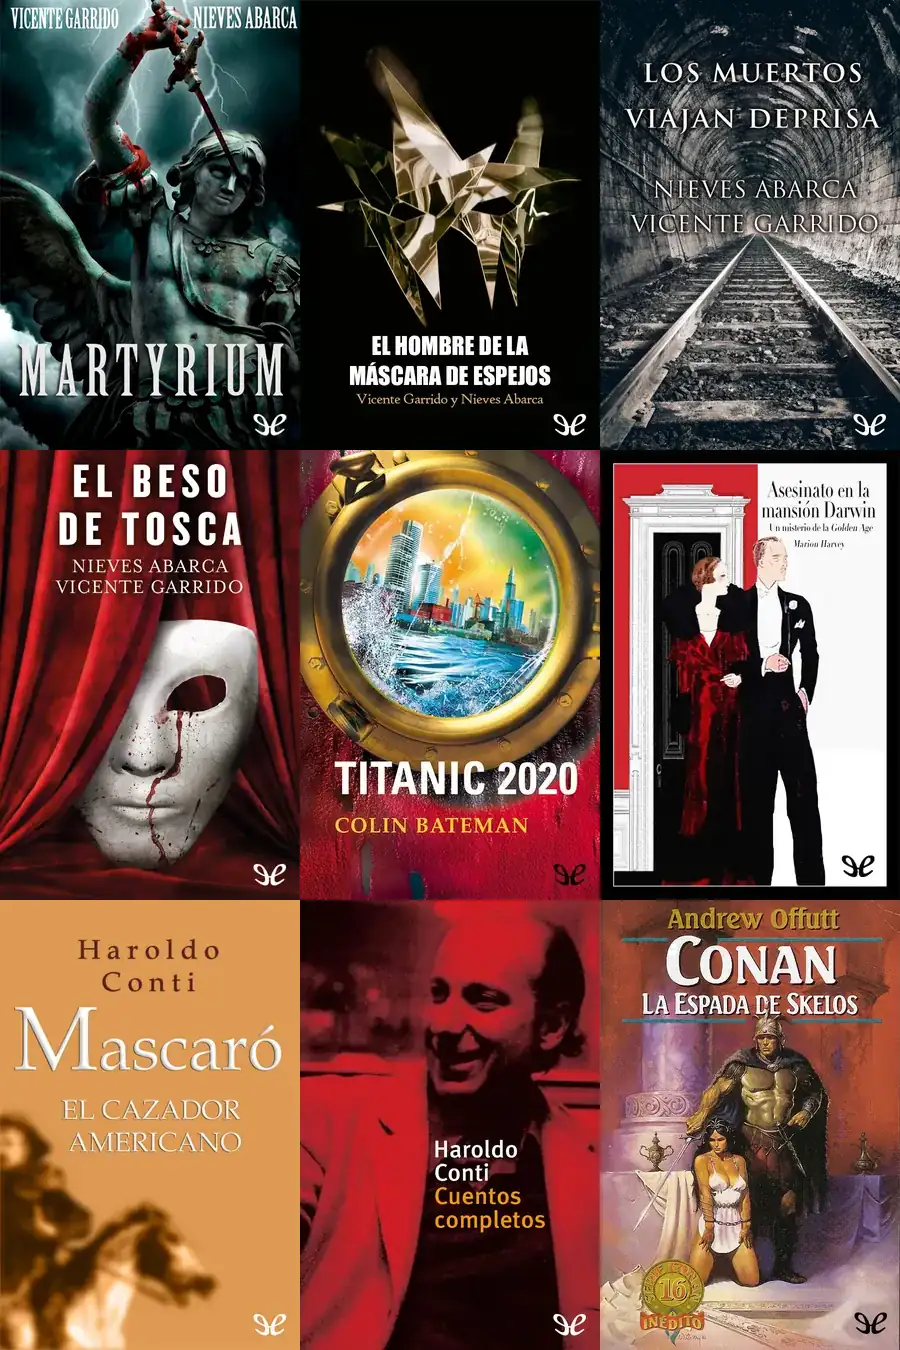 VICENTE GARRIDO NIEVES ABARCA
MARTYRIUM
EL HOMBRE DE LA
MÁSCARA DE ESPEJOS
Vicente Garrido y Nieves Abarca
LOS MUERTOS
VIAJAN DEPRISA
NIEVES ABARCA
VICENTE GARRIDO
EL BESO
DE TOSCA
NIEVES ABARCA
VICENTE GARRIDO
TITANIC 2020
COLIN BATEMAN
Asesinato en la
mansión Darwin
Un misterio de la Golden Age
Marion Harvey
Haroldo
Conti
Mascaró
EL CAZADOR
AMERICANO
Haroldo
Conti
Cuentos
completos
Andrew Offutt
CONAN
LA ESPADA DE SKELOS
SERIE CONAN
16
INÉDITO